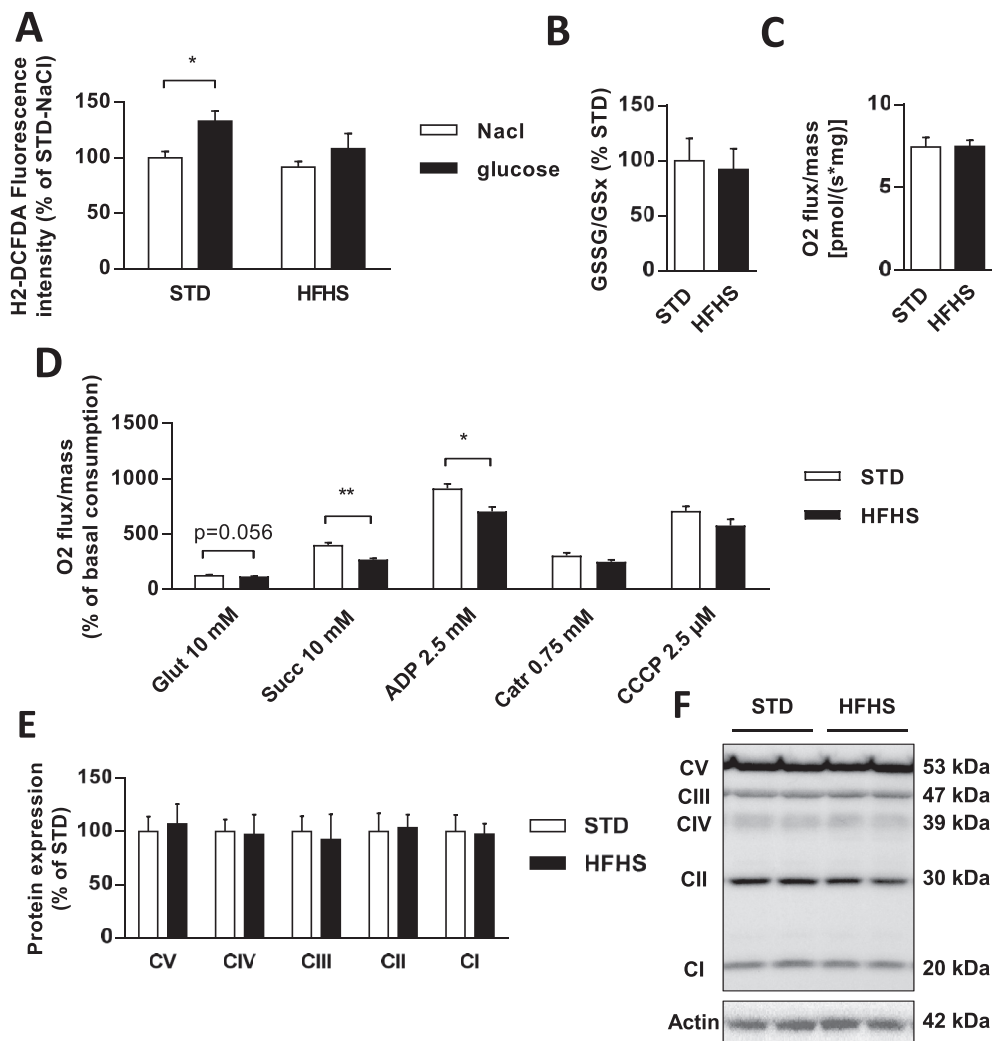 A
H2-DCFDA Fluorescence
intensity (% of STD-NaCl)
150
100
50
0
*
STD
HFHS
NacI
glucose
B
GSSG/GSx (% STD)
150
100
50
0
STD
HFHS
C
O2 flux/mass
[pmol/(s*mg)]
10
5
0
STD
HFHS
D
O2 flux/mass
(% of basal consumption)
1500
1000
500
0
p=0.056
**
*
Glut 10 mM
Succ 10 mM
ADP 2.5 mM
Catr 0.75 mM
CCCP 2.5 µM
STD
HFHS
E
Protein expression
(% of STD)
150
100
50
0
CV
CIV
CIII
CII
CI
STD
HFHS
F
STD HFHS
CV 53 kDa
CIII 47 kDa
CIV 39 kDa
CII 30 kDa
CI 20 kDa
Actin 42 kDa